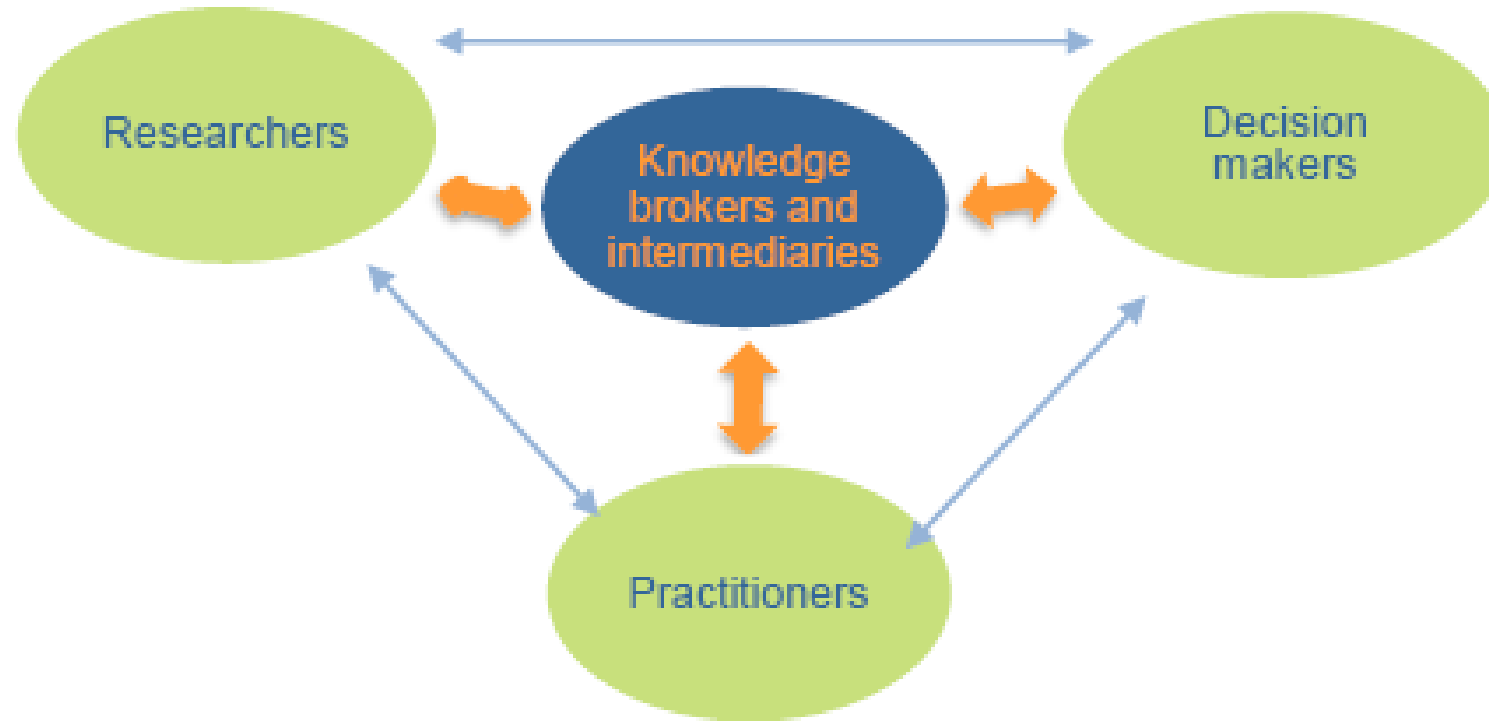 Researchers
Knowledge
brokers and
intermediaries
Decision
makers
Practitioners